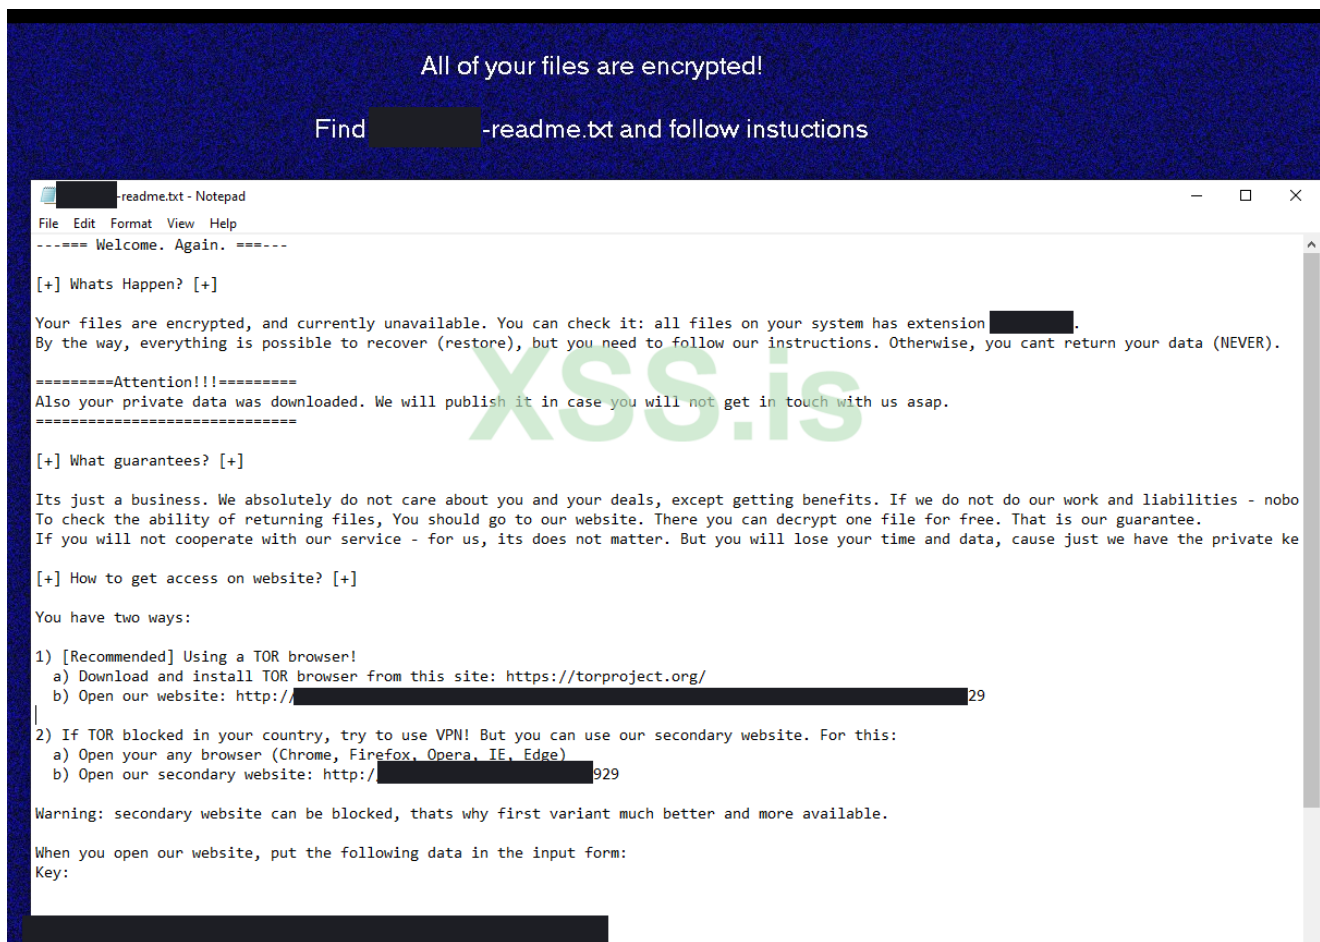 All of your files are encrypted!
Find -readme.txt and follow instuctions
-readme.txt - Notepad
File Edit Format View Help
---=== Welcome. Again. ===---
[+] Whats Happen? [+]
Your files are encrypted, and currently unavailable. You can check it: all files on your system has extension .
By the way, everything is possible to recover (restore), but you need to follow our instructions. Otherwise, you cant return your data (NEVER).
=========Attention!!!=========
Also your private data was downloaded. We will publish it in case you will not get in touch with us asap.
==============================
XSS.is
[+] What guarantees? [+]
Its just a business. We absolutely do not care about you and your deals, except getting benefits. If we do not do our work and liabilities - nobo
To check the ability of returning files, You should go to our website. There you can decrypt one file for free. That is our guarantee.
If you will not cooperate with our service - for us, its does not matter. But you will lose your time and data, cause just we have the private ke
[+] How to get access on website? [+]
You have two ways:
1) [Recommended] Using a TOR browser!
a) Download and install TOR browser from this site: https://torproject.org/
b) Open our website: http://29
2) If TOR blocked in your country, try to use VPN! But you can use our secondary website. For this:
a) Open your any browser (Chrome, Firefox, Opera, IE, Edge)
b) Open our secondary website: http:/929
Warning: secondary website can be blocked, thats why first variant much better and more available.
When you open our website, put the following data in the input form:
Key: